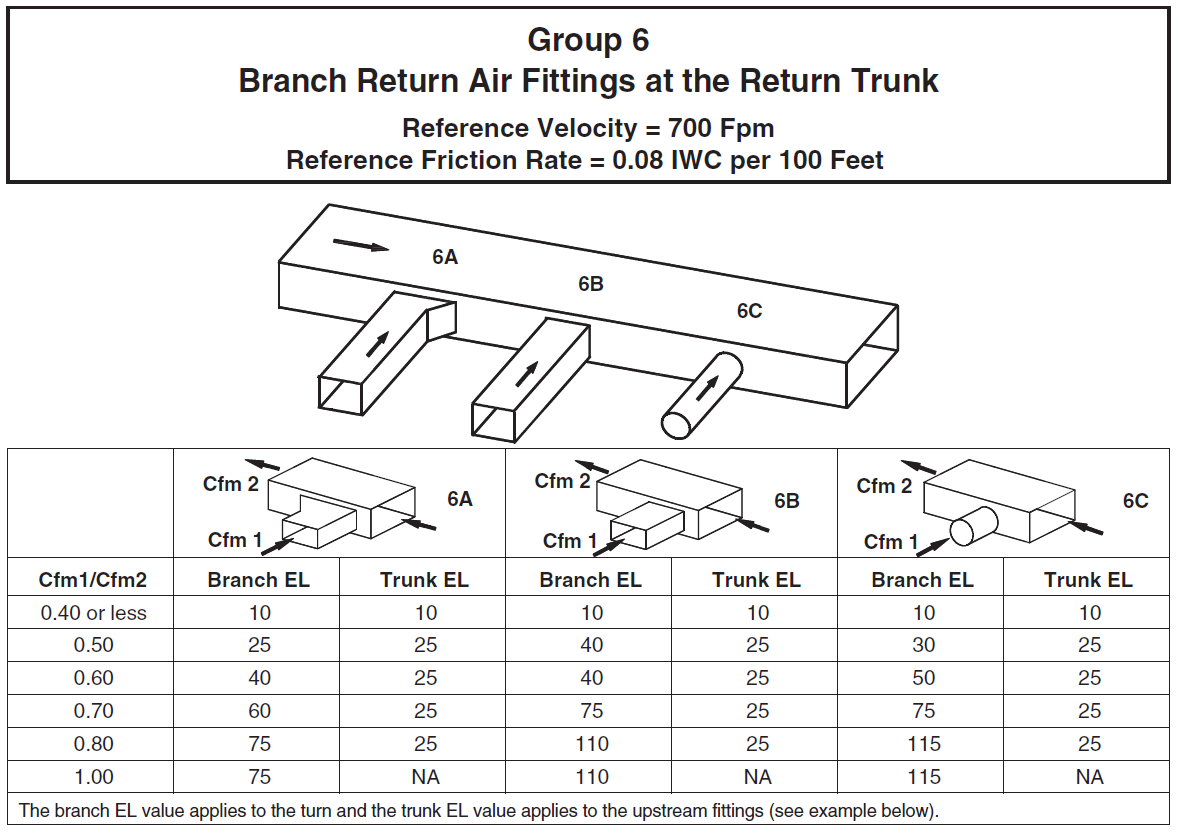 Group 6
Branch Return Air Fittings at the Return Trunk
Reference Velocity = 700 Fpm
Reference Friction Rate = 0.08 IWC per 100 Feet
6A
6B
6C
Cfm 2
6A
Cfm 1
Cfm 2
6B
Cfm 1
Cfm 2
6C
Cfm 1
Cfm1/Cfm2 Branch EL Trunk EL Branch EL Trunk EL Branch EL Trunk EL
0.40 or less 10 10 10 10 10 10
0.50 25 25 40 25 30 25
0.60 40 25 40 25 50 25
0.70 60 25 75 25 75 25
0.80 75 25 110 25 115 25
1.00 75 NA 110 NA 115 NA
The branch EL value applies to the turn and the trunk EL value applies to the upstream fittings (see example below).